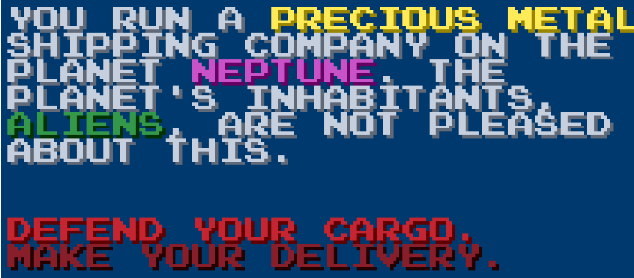 YOU RUN A PRECIOUS METAL
SHIPPING COMPANY ON THE
PLANET NEPTUNE. THE
PLANET'S INHABITANTS,
ALIENS, ARE NOT PLEASED
ABOUT THIS.
DEFEND YOUR CARGO.
MAKE YOUR DELIVERY.